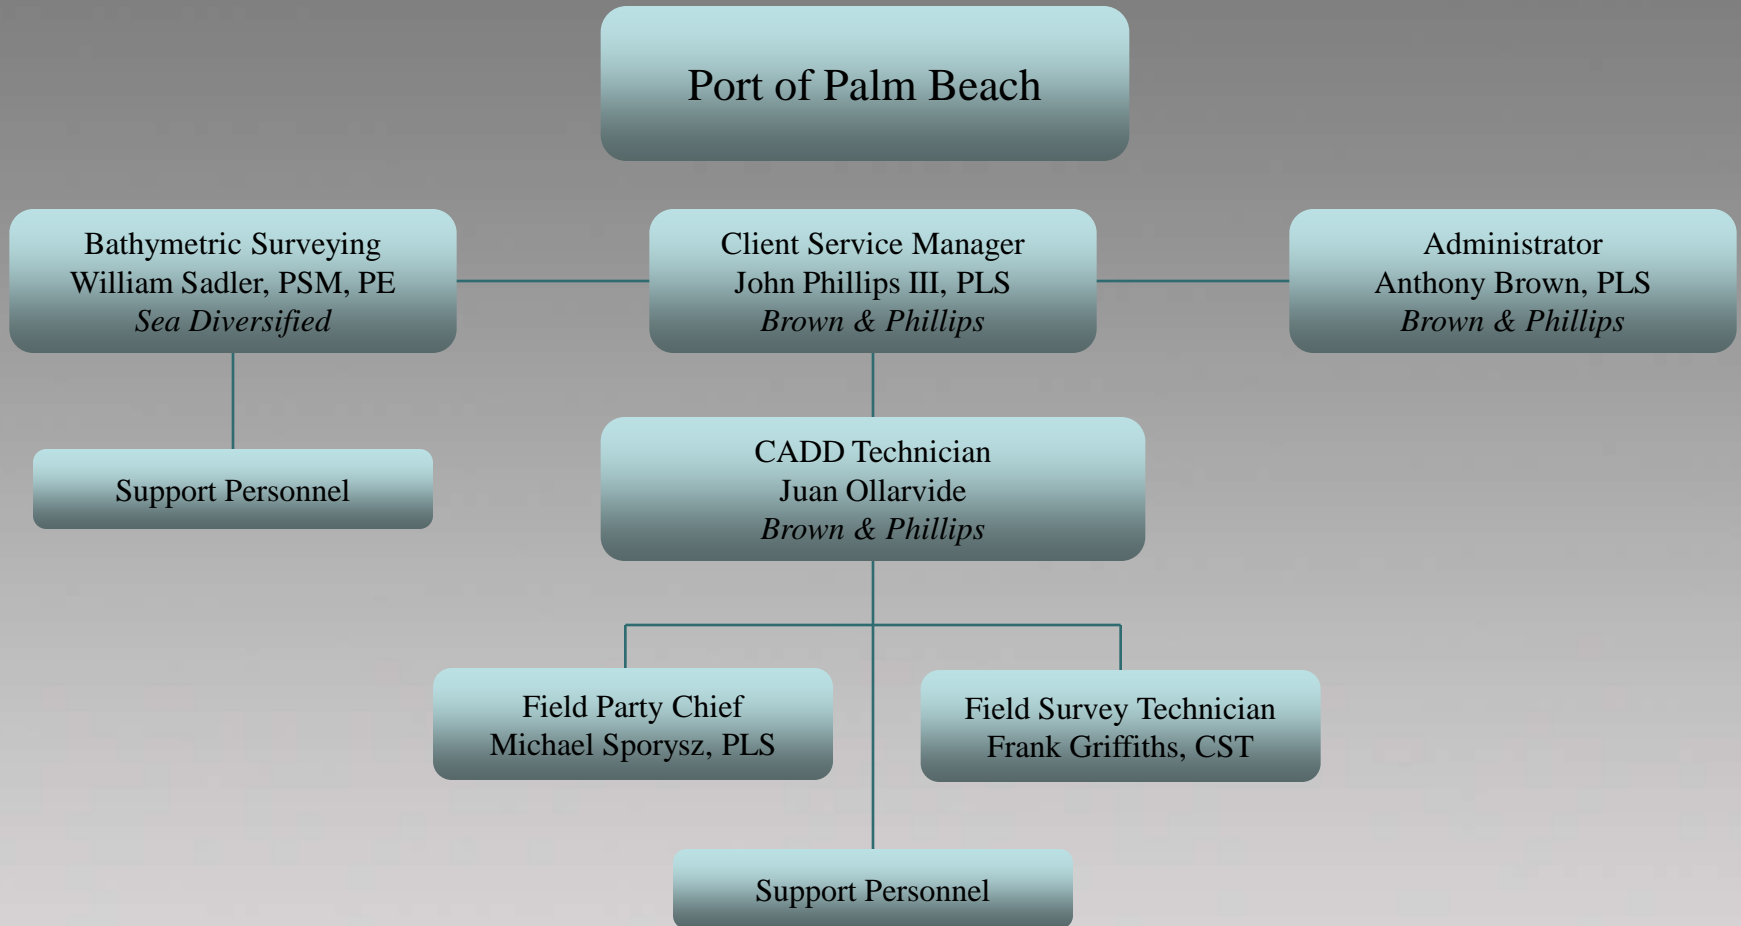 Port of Palm Beach
Bathymetric Surveying
William Sadler, PSM, PE
Sea Diversified
Client Service Manager
John Phillips III, PLS
Brown & Phillips
Administrator
Anthony Brown, PLS
Brown & Phillips
Support Personnel
CADD Technician
Juan Ollarvide
Brown & Phillips
Field Party Chief
Michael Sporysz, PLS
Field Survey Technician
Frank Griffiths, CST
Support Personnel